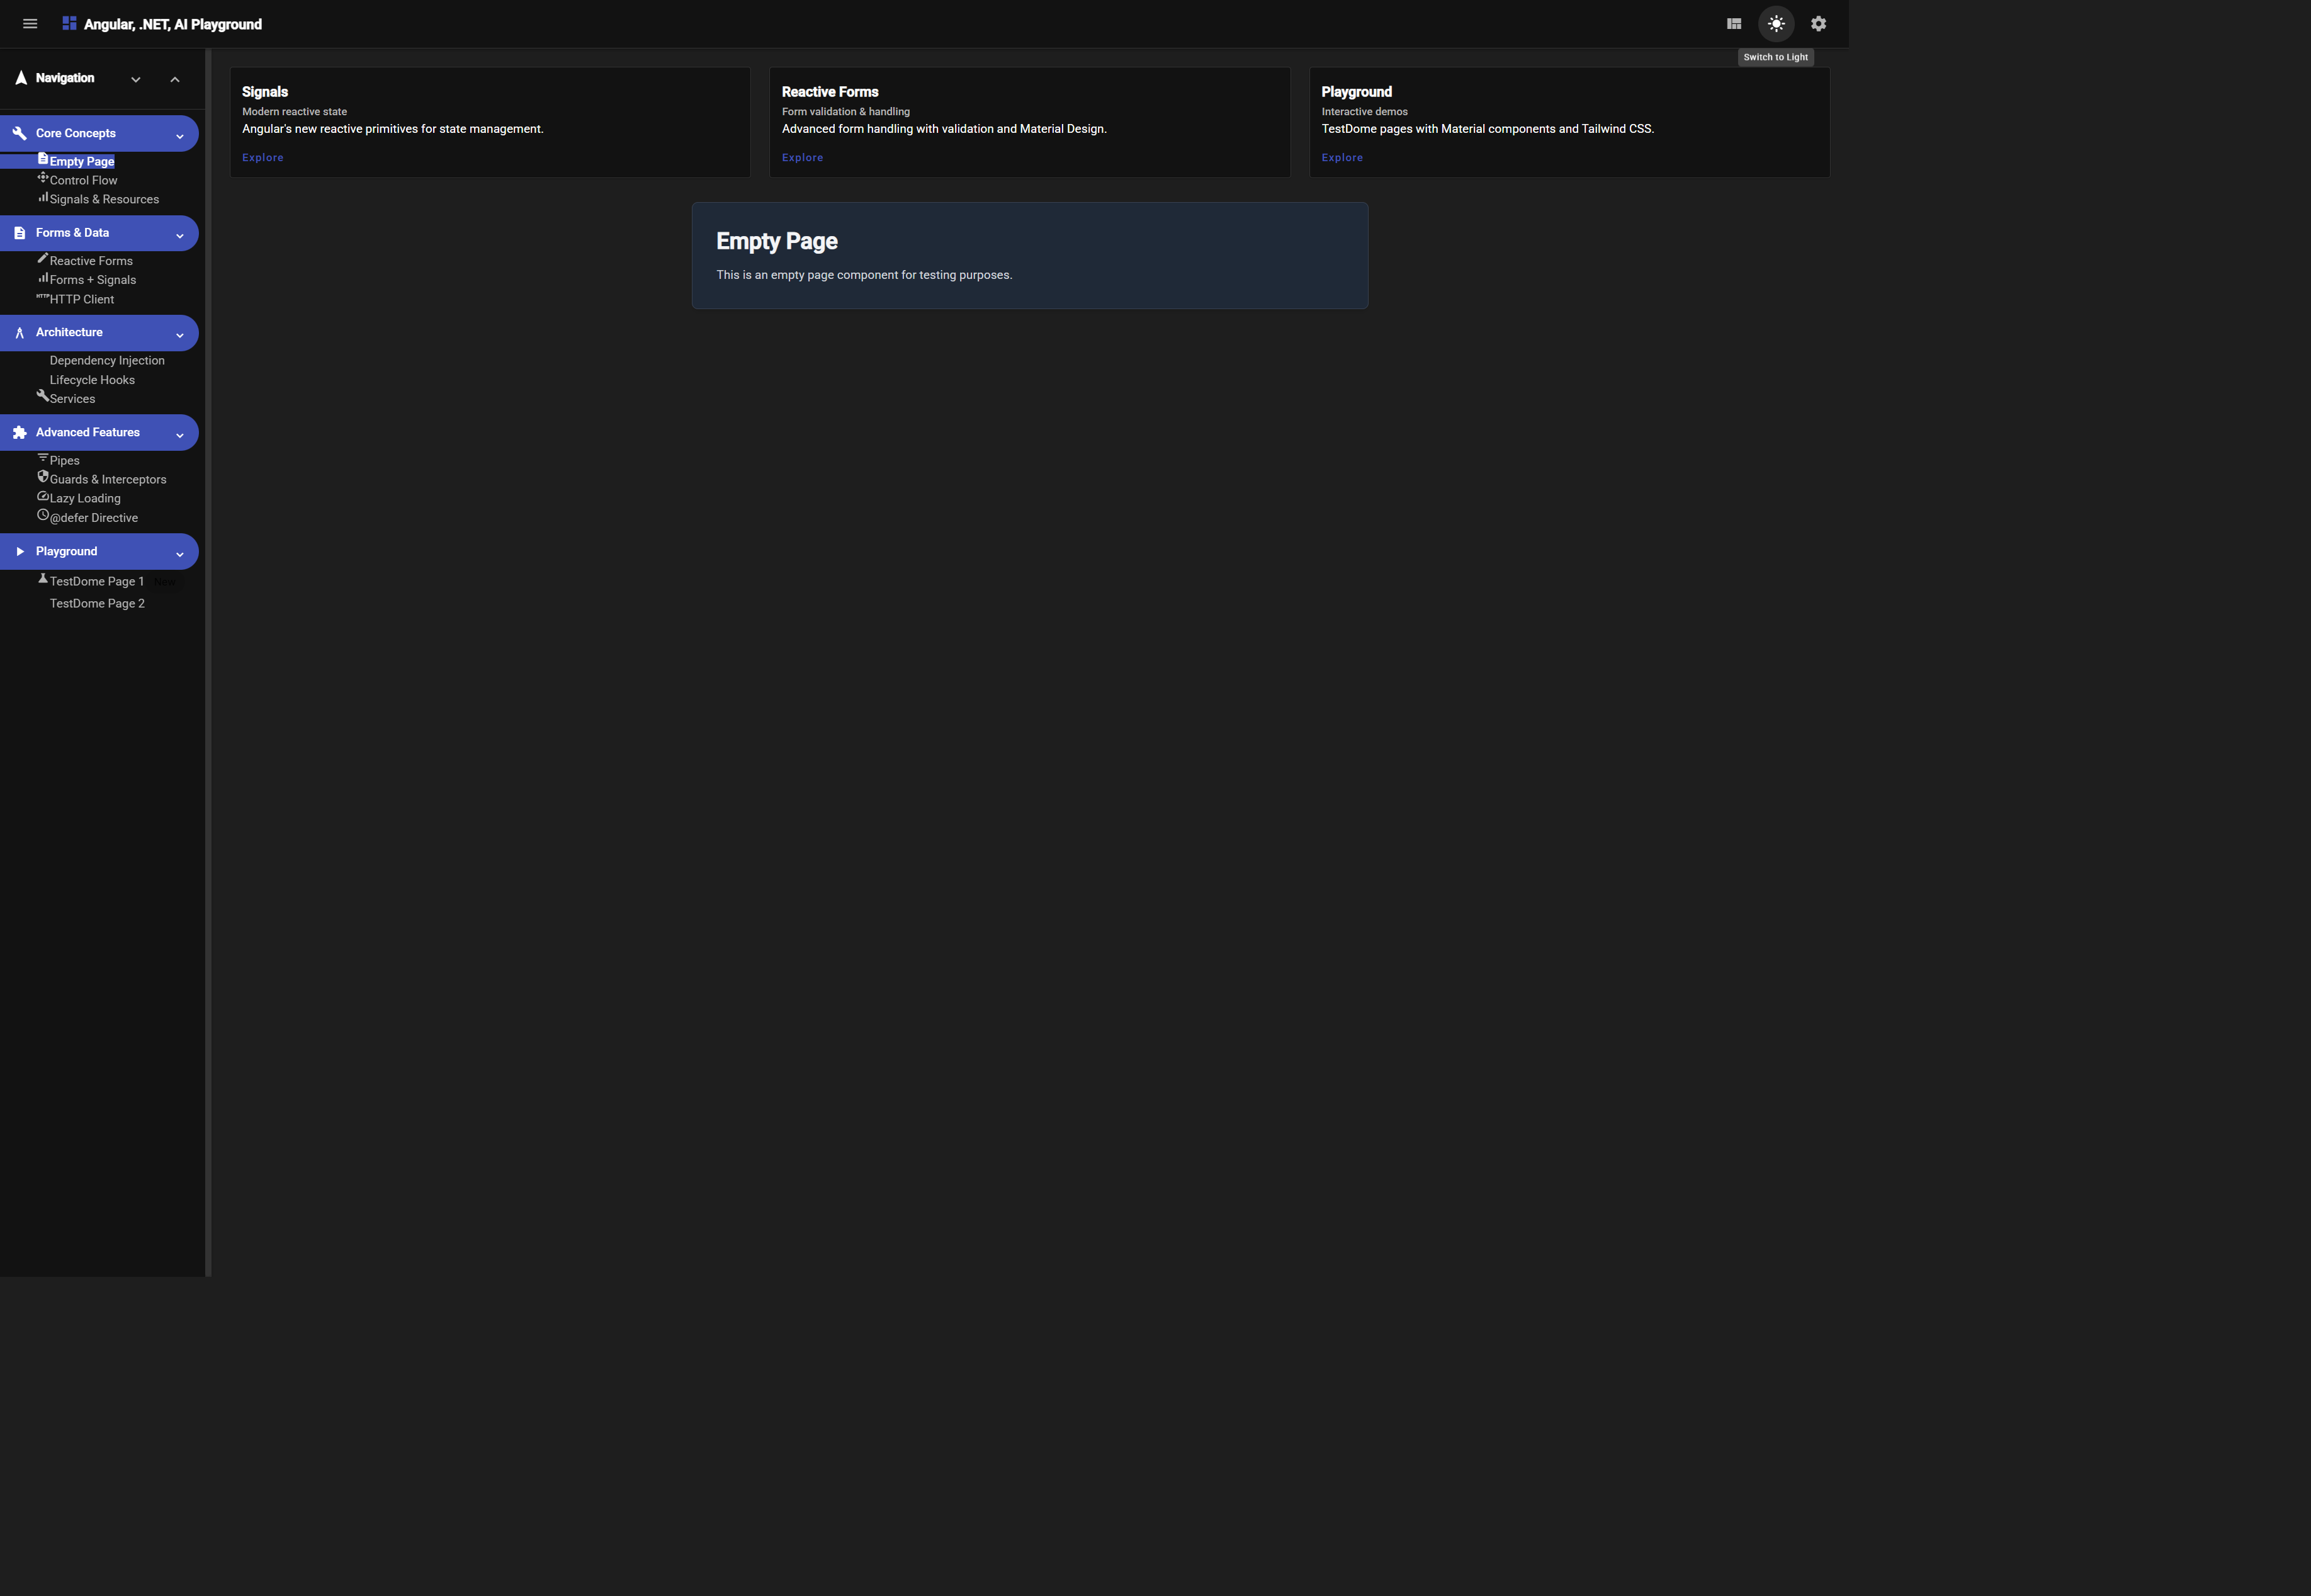 Angular, .NET, AI Playground
Switch to Light
Navigation
Core Concepts
Empty Page
Control Flow
Signals & Resources
Forms & Data
Reactive Forms
Forms + Signals
HTTP
HTTP Client
Architecture
Dependency Injection
Lifecycle Hooks
Services
Advanced Features
Pipes
Guards & Interceptors
Lazy Loading
@defer Directive
Playground
TestDome Page 1 New
TestDome Page 2
Signals
Modern reactive state
Angular's new reactive primitives for state management.
Explore
Reactive Forms
Form validation & handling
Advanced form handling with validation and Material Design.
Explore
Playground
Interactive demos
TestDome pages with Material components and Tailwind CSS.
Explore
Empty Page
This is an empty page component for testing purposes.